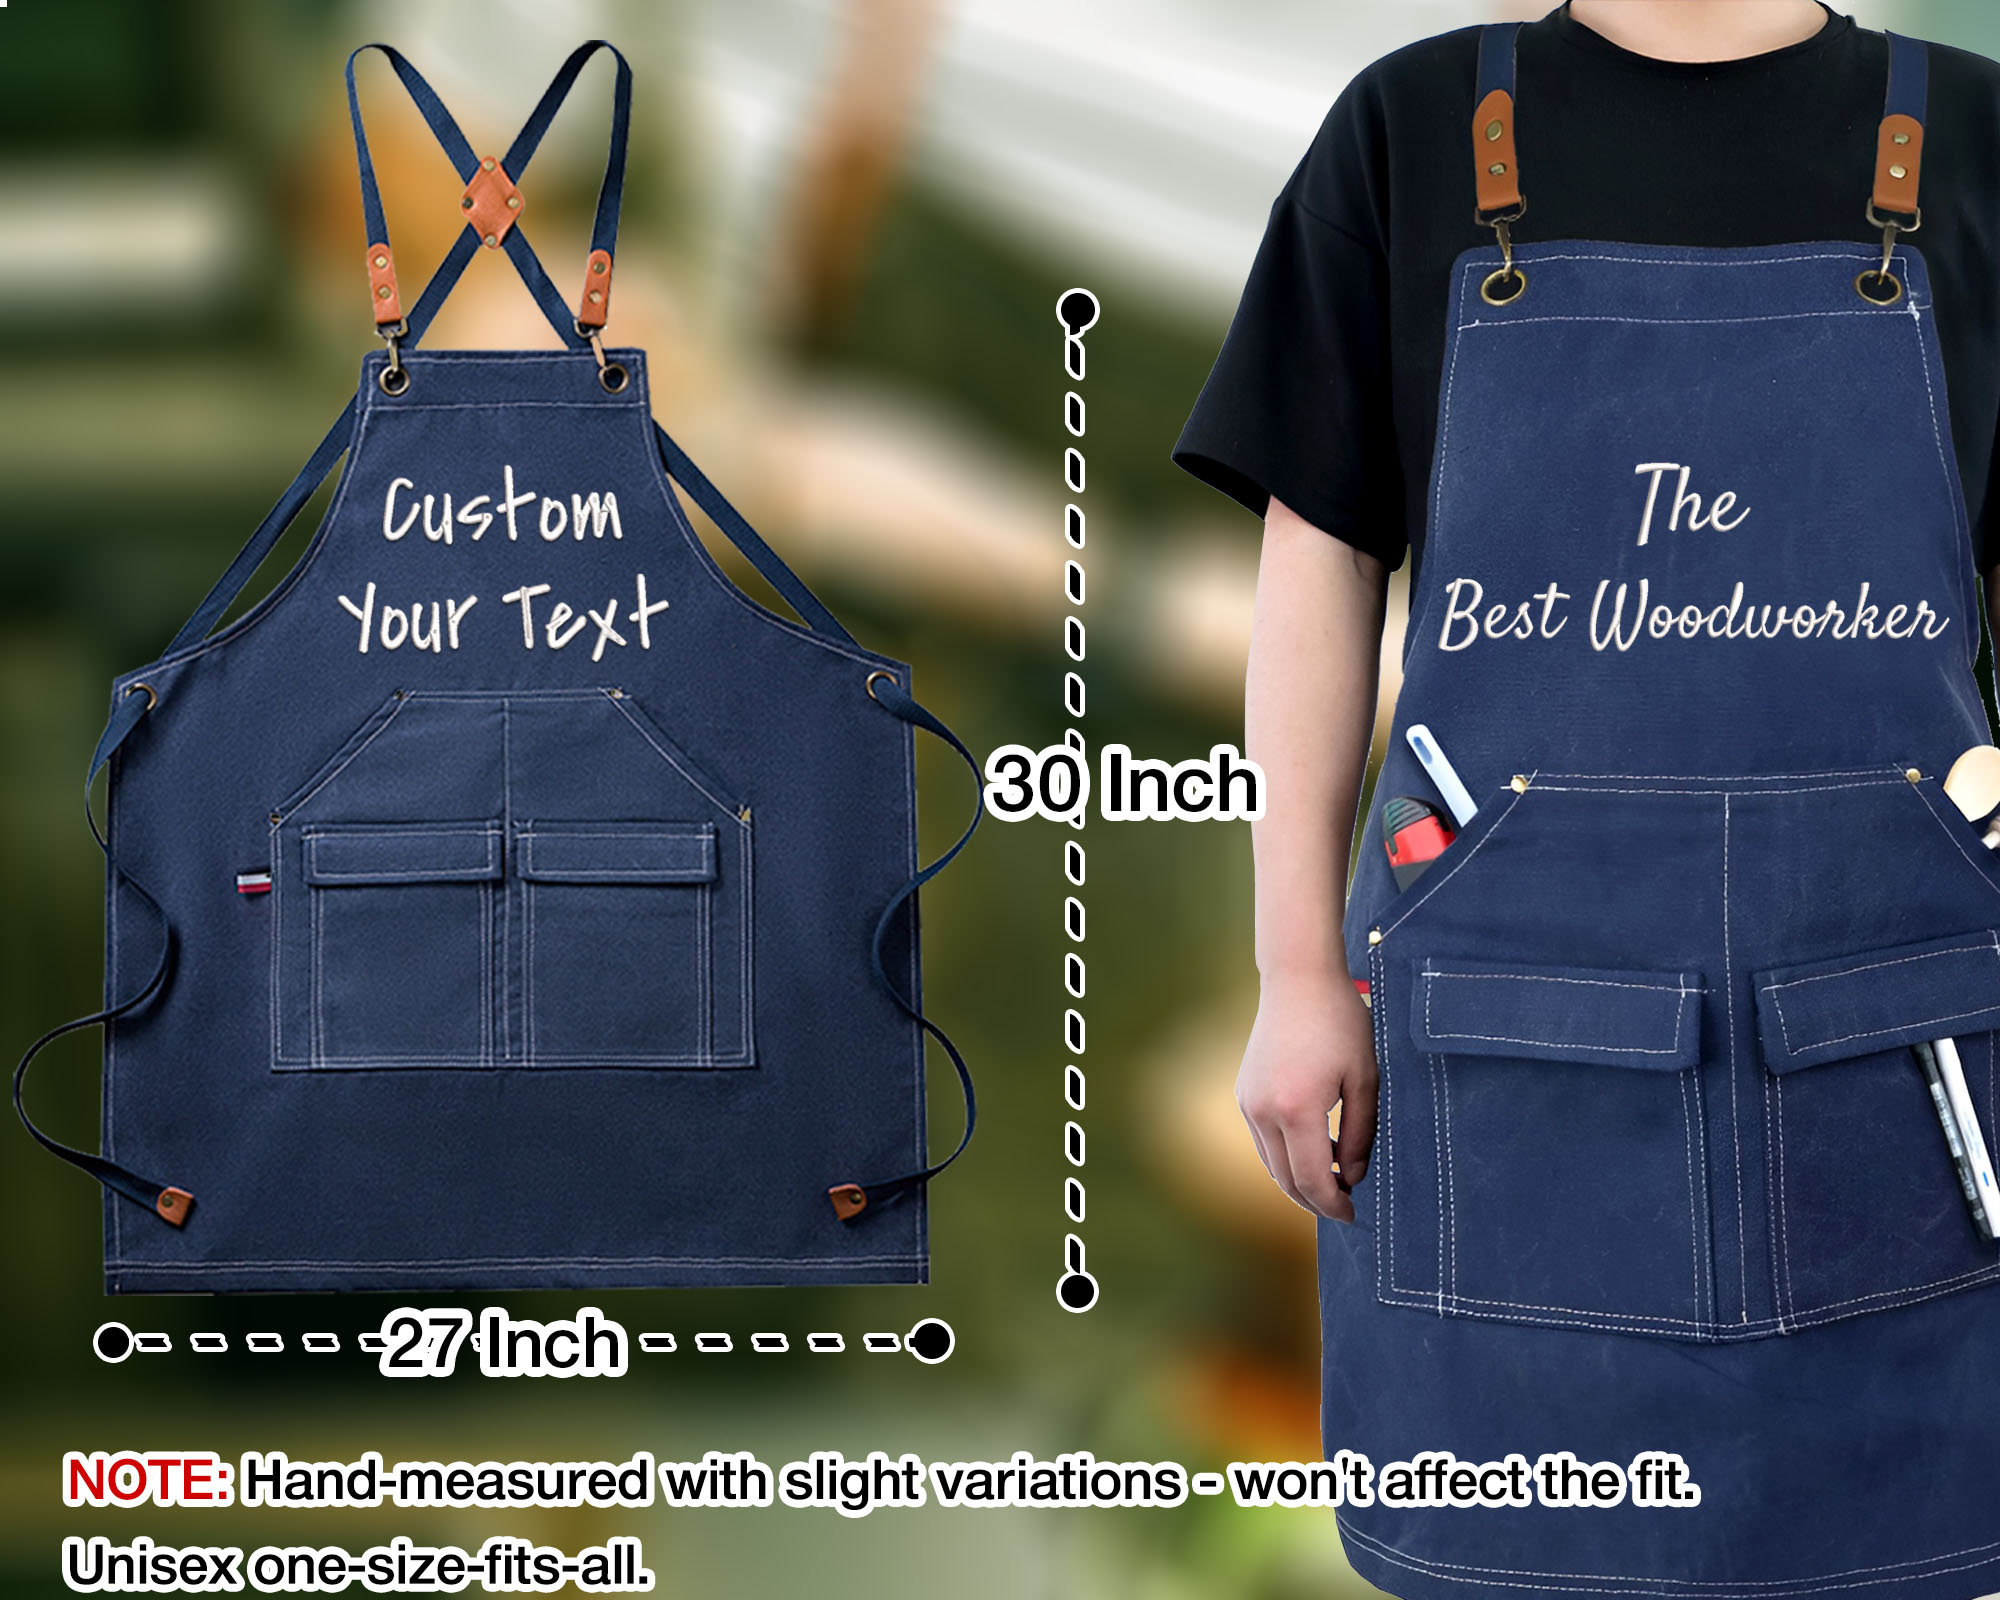 Custom
Your Text
The
Best Woodworker
30 Inch
27 Inch
NOTE: Hand-measured with slight variations - won't affect the fit.
Unisex one-size-fits-all.